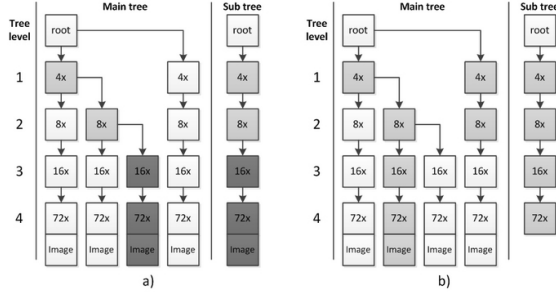 Tree level
Main tree
Sub tree
root
root
1
4x
4x
4x
2
8x
8x
8x
8x
3
16x
16x
16x
16x
16x
4
72x
72x
72x
72x
72x
Image
Image
Image
Image
Image
a)
Tree level
Main tree
Sub tree
root
root
1
4x
4x
4x
2
8x
8x
8x
8x
3
16x
16x
16x
16x
16x
4
72x
72x
72x
72x
72x
Image
Image
Image
Image
b)